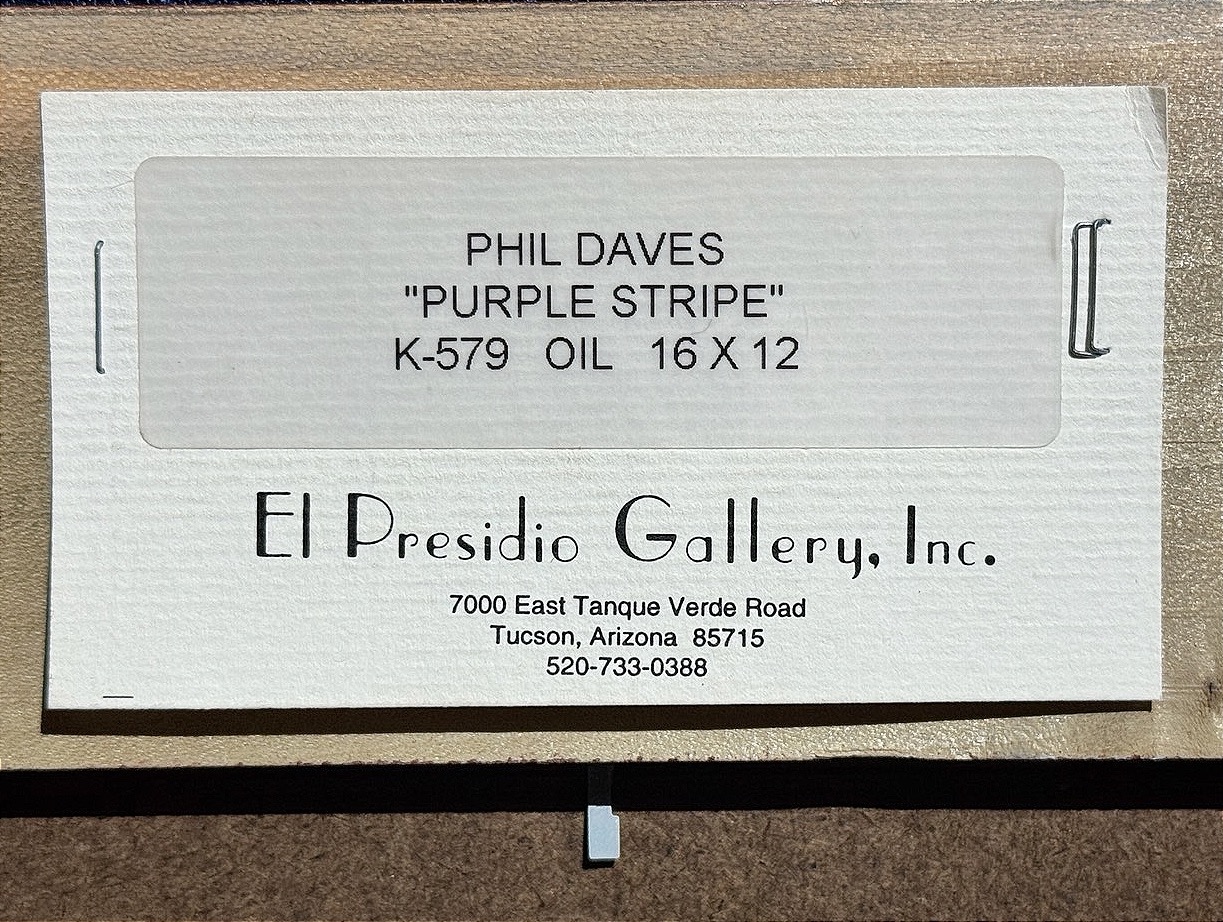 PHIL DAVES
"PURPLE STRIPE"
K-579 OIL 16 X 12
El Presidio Gallery, Inc.
7000 East Tanque Verde Road
Tucson, Arizona 85715
520-733-0388